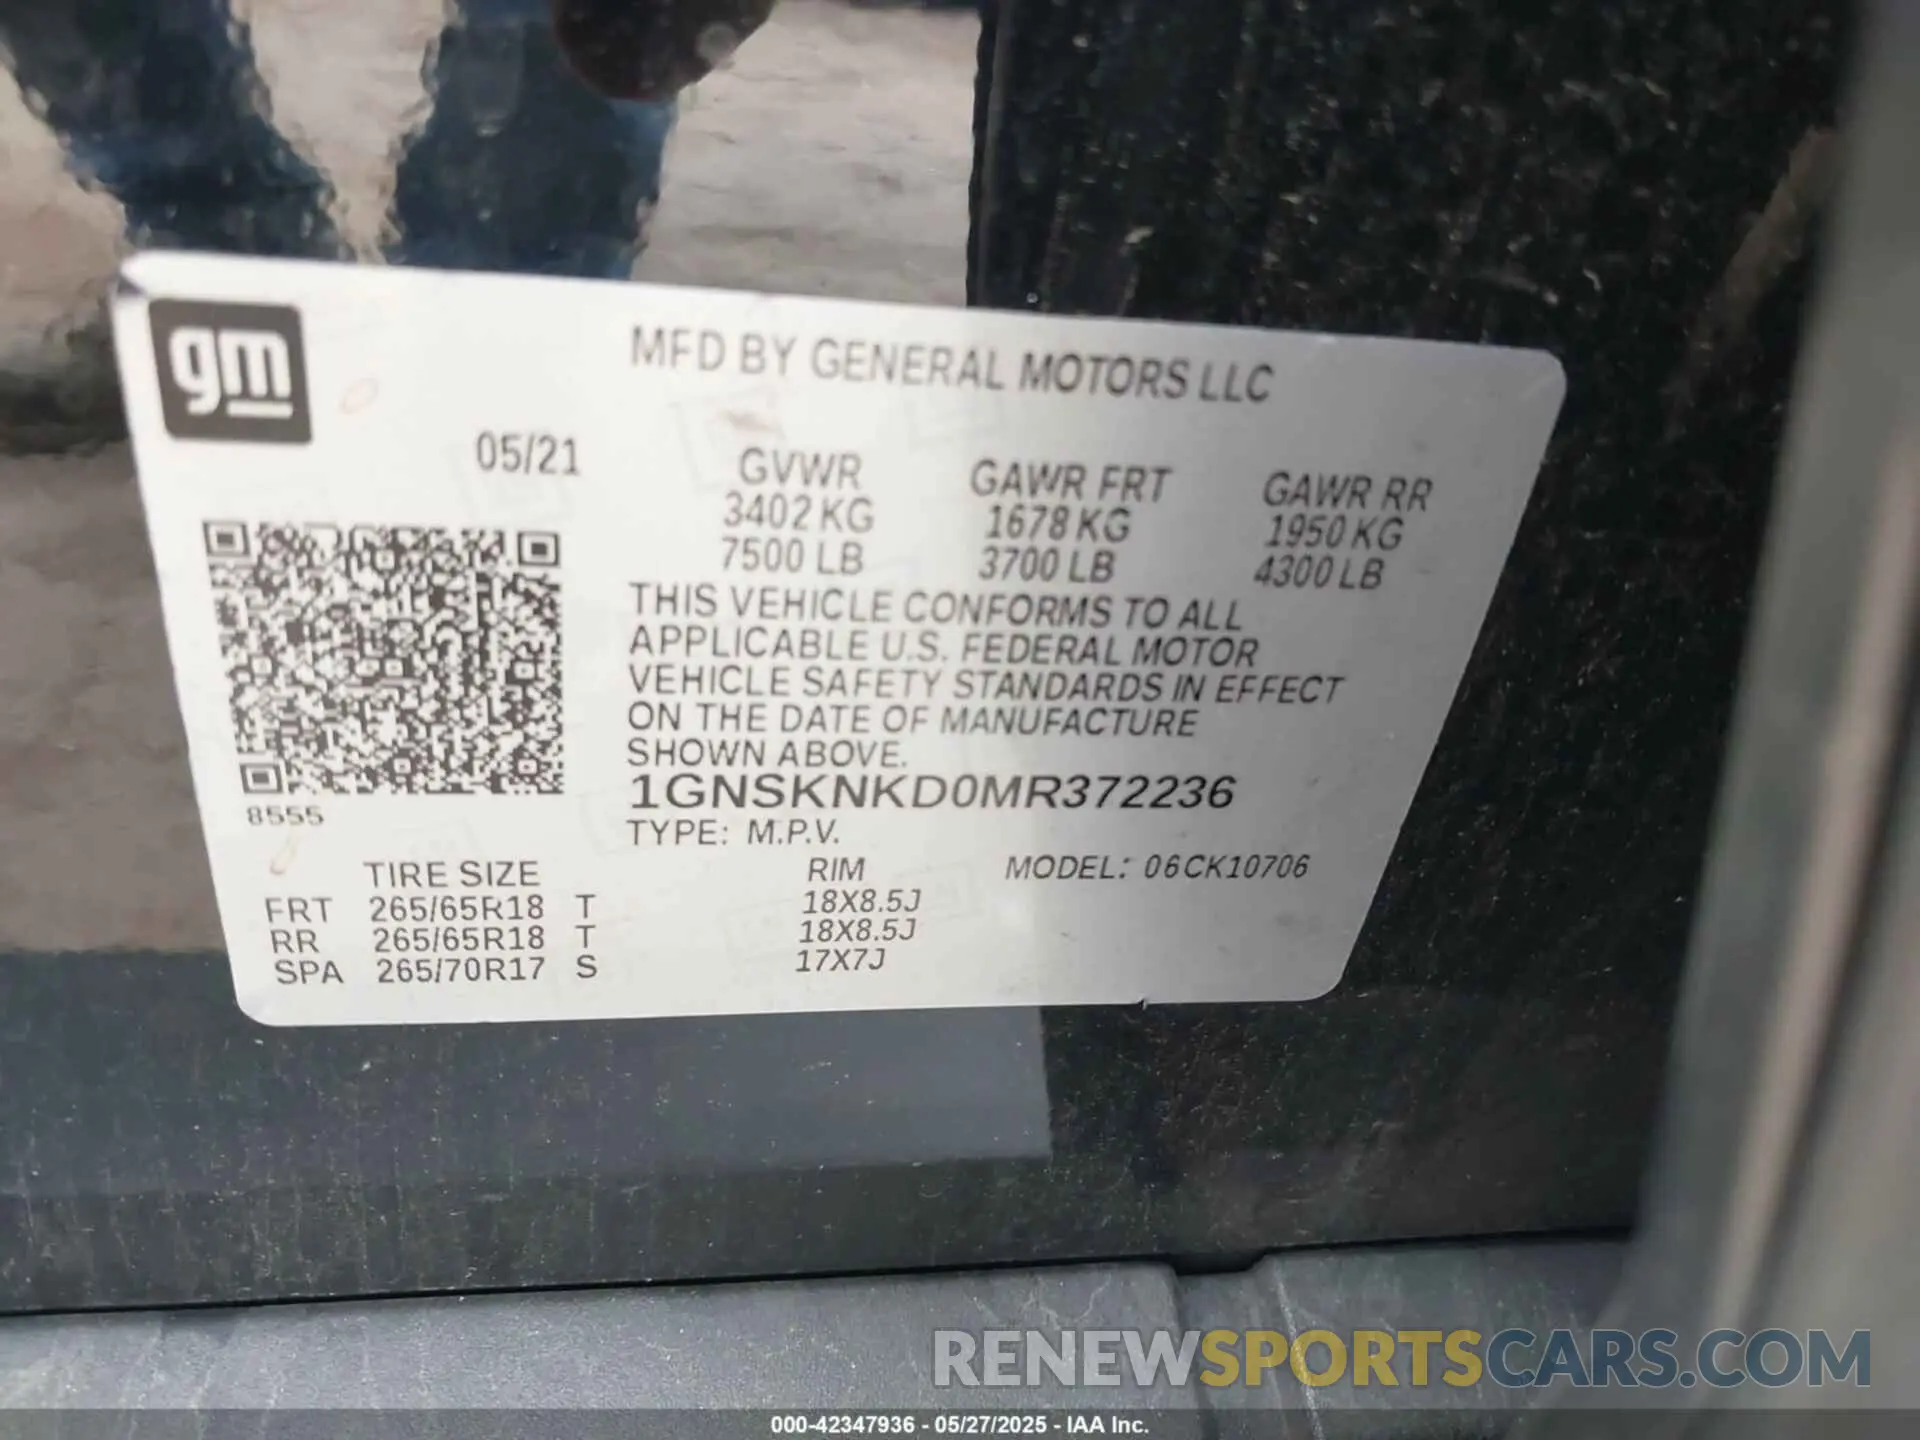 gm
MFD BY GENERAL MOTORS LLC
05/21
GVWR GAWR FRT GAWR RR
3402 KG 1678 KG 1950 KG
7500 LB 3700 LB 4300 LB
THIS VEHICLE CONFORMS TO ALL
APPLICABLE U.S. FEDERAL MOTOR
VEHICLE SAFETY STANDARDS IN EFFECT
ON THE DATE OF MANUFACTURE
SHOWN ABOVE.
1GNSKNKD0MR372236
8555
TYPE: M.P.V.
TIRE SIZE RIM MODEL: 06CK10706
FRT 265/65R18 T 18X8.5J
RR 265/65R18 T 18X8.5J
SPA 265/70R17 S 17X7J
RENEWSPORTSCARS.COM
000-42347936 - 05/27/2025 - IAA Inc.